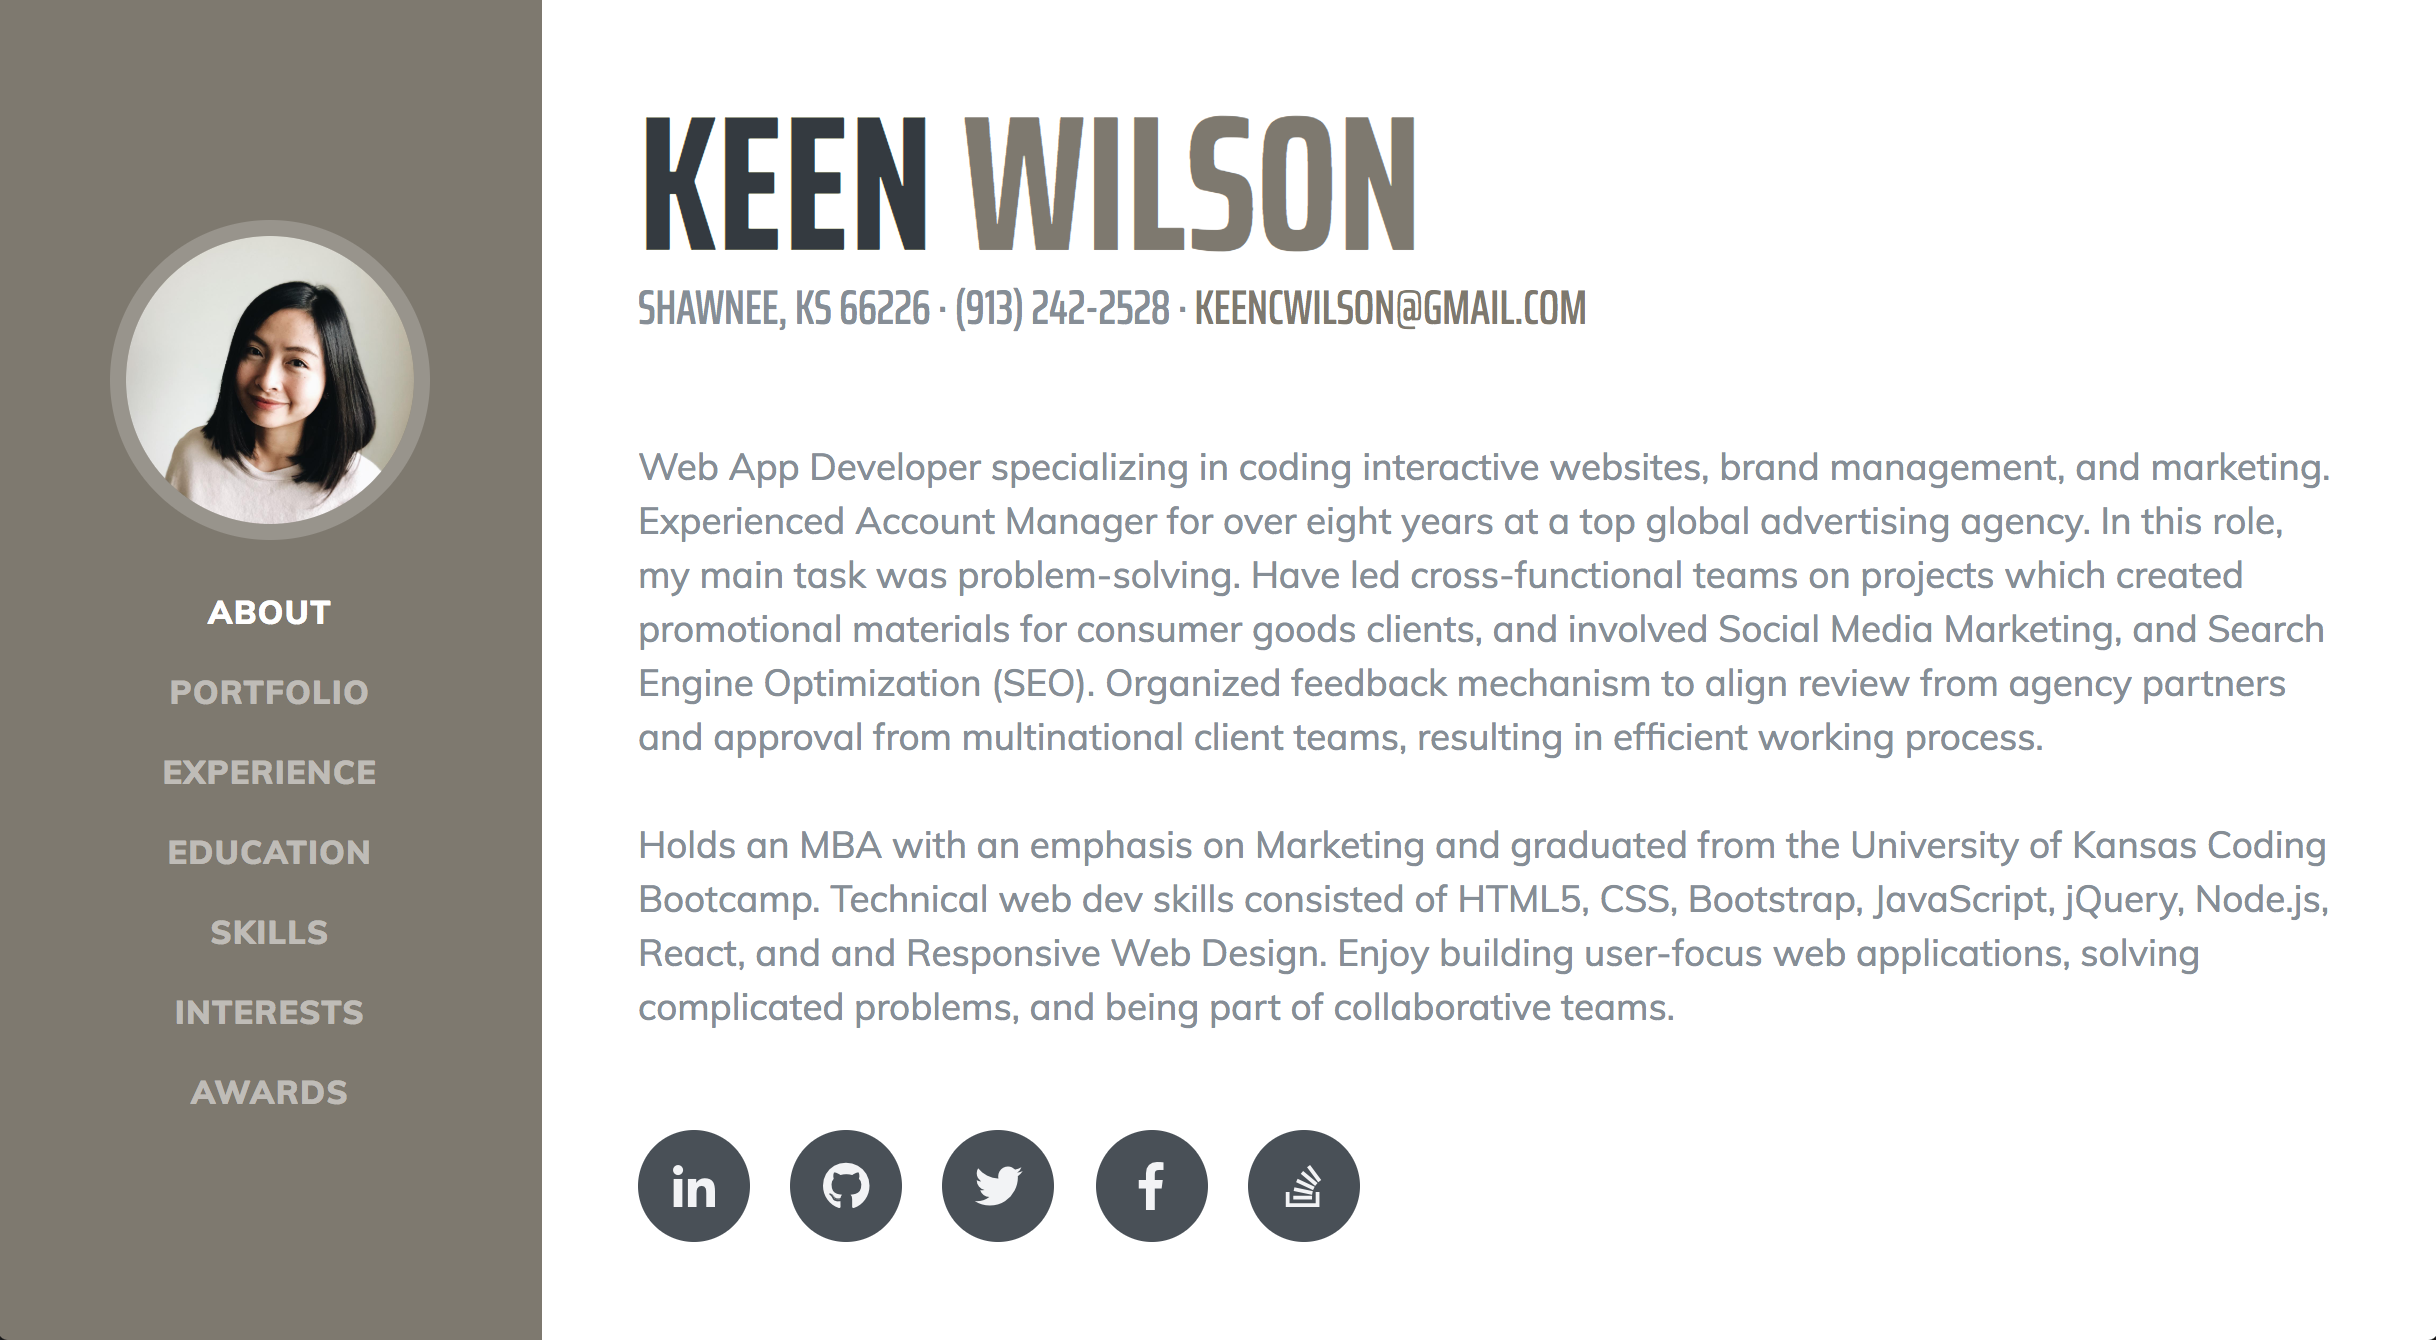 KEEN WILSON
SHAWNEE, KS 66226 · (913) 242-2528 · KEENCWILSON@GMAIL.COM
ABOUT
PORTFOLIO
EXPERIENCE
EDUCATION
SKILLS
INTERESTS
AWARDS
Web App Developer specializing in coding interactive websites, brand management, and marketing.
Experienced Account Manager for over eight years at a top global advertising agency. In this role,
my main task was problem-solving. Have led cross-functional teams on projects which created
promotional materials for consumer goods clients, and involved Social Media Marketing, and Search
Engine Optimization (SEO). Organized feedback mechanism to align review from agency partners
and approval from multinational client teams, resulting in efficient working process.
Holds an MBA with an emphasis on Marketing and graduated from the University of Kansas Coding
Bootcamp. Technical web dev skills consisted of HTML5, CSS, Bootstrap, JavaScript, jQuery, Node.js,
React, and and Responsive Web Design. Enjoy building user-focus web applications, solving
complicated problems, and being part of collaborative teams.
in
f